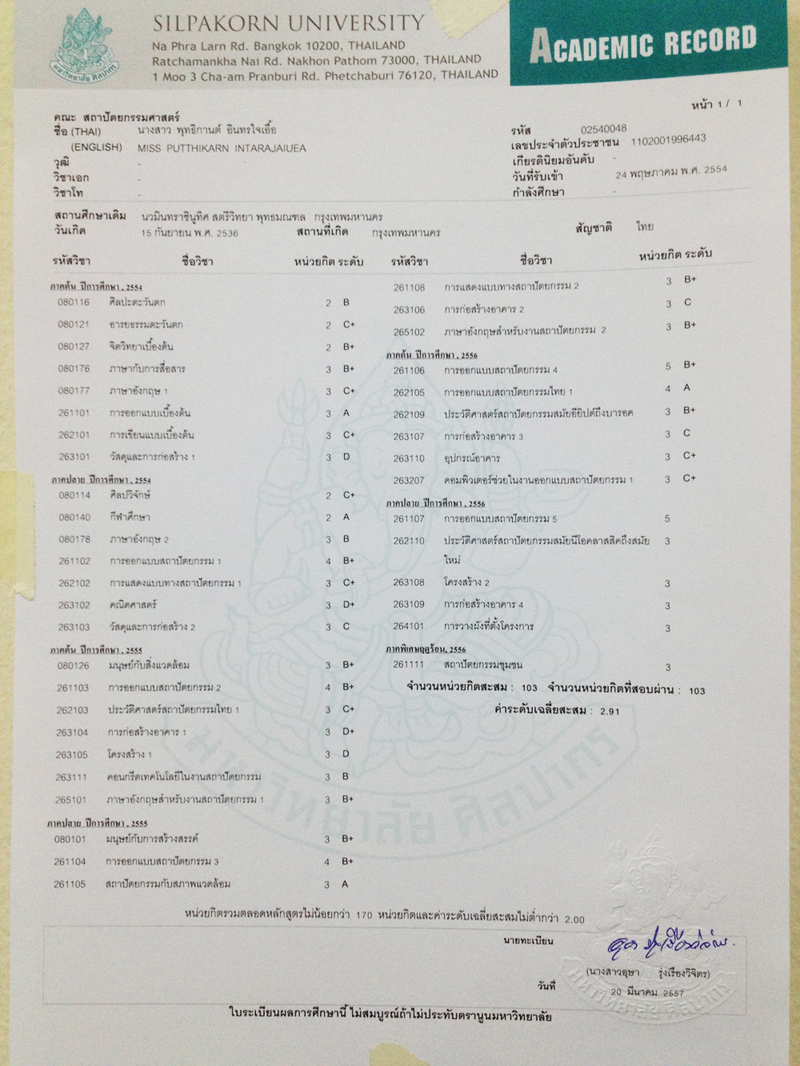 SILPAKORN UNIVERSITY
Na Phra Larn Rd. Bangkok 10200, THAILAND
Ratchamankha Nai Rd. Nakhon Pathom 73000, THAILAND
1 Moo 3 Cha-am Pranburi Rd. Phetchaburi 76120, THAILAND
มหาวิทยาลัย ศิลปากร
ACADEMIC RECORD
หน้า 1 / 1
คณะ สถาปัตยกรรมศาสตร์
ชื่อ (THAI) นางสาว พุทธิกานต์ อินทรใจเอื้อ
(ENGLISH) MISS PUTTHIKARN INTARAJAIUEA
วุฒิ -
วิชาเอก -
วิชาโท -
รหัส 02540048
เลขประจำตัวประชาชน 1102001996443
เกียรตินิยมอันดับ -
วันที่รับเข้า 24 พฤษภาคม พ.ศ. 2554
กำลังศึกษา -
สถานศึกษาเดิม นวมินทราชินูทิศ สตรีวิทยา พุทธมณฑล กรุงเทพมหานคร
วันเกิด 15 กันยายน พ.ศ. 2536 สถานที่เกิด กรุงเทพมหานคร
สัญชาติ ไทย
รหัสวิชา ชื่อวิชา หน่วยกิต ระดับ
ภาคต้น ปีการศึกษา , 2554
080116 ศิลปะตะวันตก 2 B
080121 อารยธรรมตะวันตก 2 C+
080127 จิตวิทยาเบื้องต้น 2 B+
080176 ภาษากับการสื่อสาร 3 B+
080177 ภาษาอังกฤษ 1 3 C+
261101 การออกแบบเบื้องต้น 3 A
262101 การเขียนแบบเบื้องต้น 3 C+
263101 วัสดุและการก่อสร้าง 1 3 D
ภาคปลาย ปีการศึกษา , 2554
080114 ศิลปวิจักษ์ 2 C+
080140 กีฬาศึกษา 2 A
080178 ภาษาอังกฤษ 2 3 B
261102 การออกแบบสถาปัตยกรรม 1 4 B+
262102 การแสดงแบบทางสถาปัตยกรรม 1 3 C+
263102 คณิตศาสตร์ 3 D+
263103 วัสดุและการก่อสร้าง 2 3 C
ภาคต้น ปีการศึกษา , 2555
080126 มนุษย์กับสิ่งแวดล้อม 3 B+
261103 การออกแบบสถาปัตยกรรม 2 4 B+
262103 ประวัติศาสตร์สถาปัตยกรรมไทย 1 3 C+
263104 การก่อสร้างอาคาร 1 3 D+
263105 โครงสร้าง 1 3 D
263111 คอนกรีตเทคโนโลยีในงานสถาปัตยกรรม 3 B
265101 ภาษาอังกฤษสำหรับงานสถาปัตยกรรม 1 3 B+
ภาคปลาย ปีการศึกษา , 2555
080101 มนุษย์กับการสร้างสรรค์ 3 B+
261104 การออกแบบสถาปัตยกรรม 3 4 B+
261105 สถาปัตยกรรมกับสภาพแวดล้อม 3 A
รหัสวิชา ชื่อวิชา หน่วยกิต ระดับ
261108 การแสดงแบบทางสถาปัตยกรรม 2 3 B+
263106 การก่อสร้างอาคาร 2 3 C
265102 ภาษาอังกฤษสำหรับงานสถาปัตยกรรม 2 3 B+
ภาคต้น ปีการศึกษา , 2556
261106 การออกแบบสถาปัตยกรรม 4 5 B+
262105 การออกแบบสถาปัตยกรรมไทย 1 4 A
262109 ประวัติศาสตร์สถาปัตยกรรมสมัยอียิปต์ถึงบารอค 3 B+
263107 การก่อสร้างอาคาร 3 3 C
263110 อุปกรณ์อาคาร 3 C+
263207 คอมพิวเตอร์ช่วยในงานออกแบบสถาปัตยกรรม 1 3 C+
ภาคปลาย ปีการศึกษา , 2556
261107 การออกแบบสถาปัตยกรรม 5 5
262110 ประวัติศาสตร์สถาปัตยกรรมสมัยนีโอคลาสสิคถึงสมัย 3
ใหม่
263108 โครงสร้าง 2 3
263109 การก่อสร้างอาคาร 4 3
264101 การวางผังที่ตั้งโครงการ 3
ภาคพิเศษฤดูร้อน, 2556
261111 สถาปัตยกรรมชุมชน 3
จำนวนหน่วยกิตสะสม : 103 จำนวนหน่วยกิตที่สอบผ่าน : 103
ค่าระดับเฉลี่ยสะสม : 2.91
มหาวิทยาลัย ศิลปากร
หน่วยกิตรวมตลอดหลักสูตรไม่น้อยกว่า 170 หน่วยกิตและค่าระดับเฉลี่ยสะสมไม่ต่ำกว่า 2.00
นายทะเบียน
(นางสาวอุษา รุ่งเรืองวิจิตร)
วันที่ 20 มีนาคม 2557
ใบระเบียนผลการศึกษานี้ ไม่สมบูรณ์ถ้าไม่ประทับตรานูนมหาวิทยาลัย